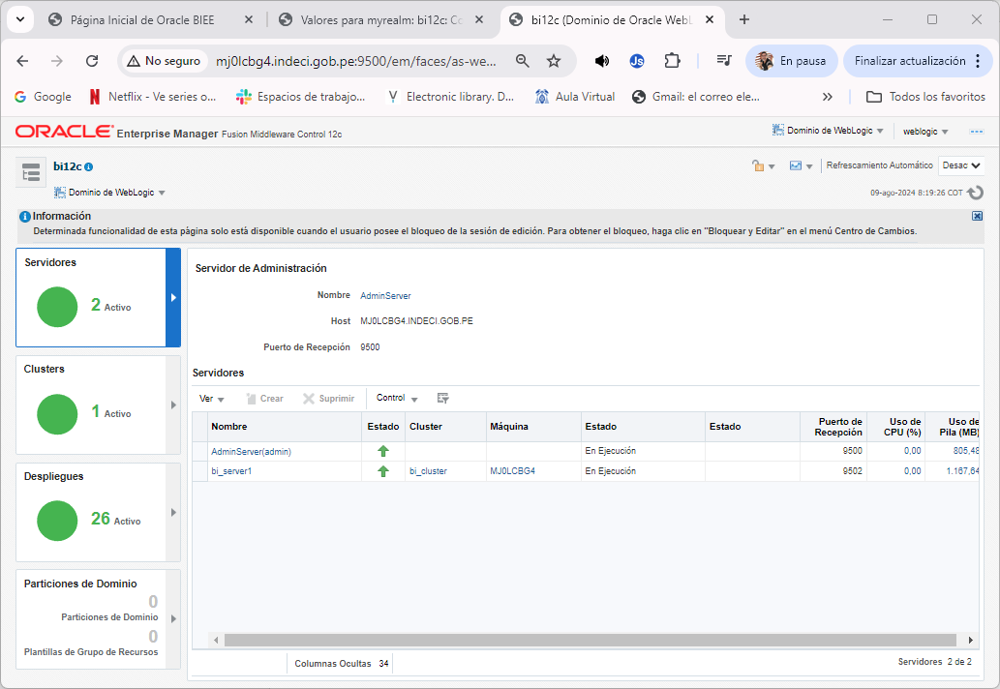 Página Inicial de Oracle BIEE
Valores para myrealm: bi12c: Co
bi12c (Dominio de Oracle WebL
No seguro
mj0lcbg4.indeci.gob.pe:9500/em/faces/as-we...
Js
En pausa
Finalizar actualización
Google
Netflix - Ve series o...
Espacios de trabajo...
Electronic library. D...
Aula Virtual
Gmail: el correo ele...
Todos los favoritos
ORACLE Enterprise Manager Fusion Middleware Control 12c
Dominio de WebLogic
weblogic
bi12c
Dominio de WebLogic
Refrescamiento Automático
Desac
09-ago-2024 8:19:26 COT
Información
Determinada funcionalidad de esta página solo está disponible cuando el usuario posee el bloqueo de la sesión de edición. Para obtener el bloqueo, haga clic en "Bloquear y Editar" en el menú Centro de Cambios.
Servidores
2 Activo
Clusters
1 Activo
Despliegues
26 Activo
Particiones de Dominio
0
Particiones de Dominio
0
Plantillas de Grupo de Recursos
Servidor de Administración
Nombre AdminServer
Host MJ0LCBG4.INDECI.GOB.PE
Puerto de Recepción 9500
Servidores
Ver Crear Suprimir Control
Nombre Estado Cluster Máquina Estado Estado Puerto de Recepción Uso de CPU (%) Uso de Pila (MB)
AdminServer(admin) En Ejecución 9500 0,00 805,48
bi_server1 bi_cluster MJ0LCBG4 En Ejecución 9502 0,00 1.167,64
Columnas Ocultas 34
Servidores 2 de 2